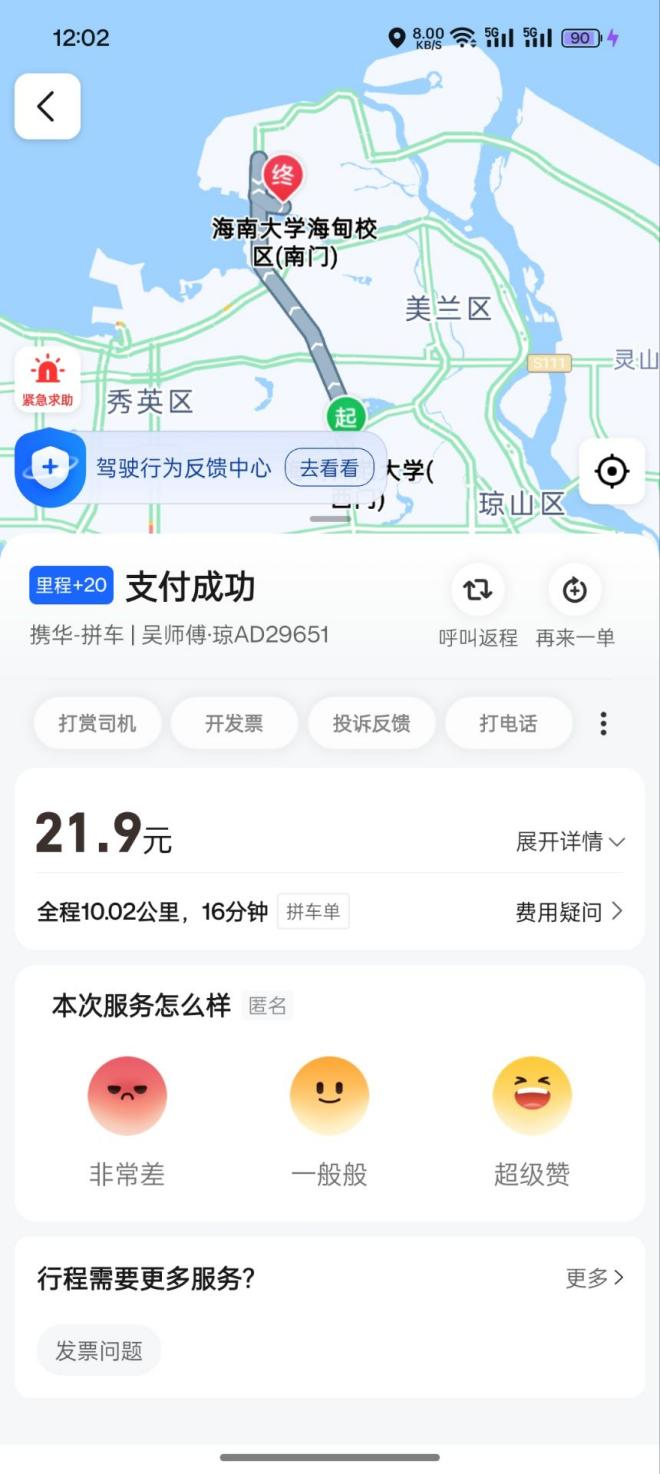 12:02
8.00
KB/S
5G
5G
90
终
海南大学海甸校
区(南门)
美兰区
S111
灵山
紧急求助
秀英区
起
驾驶行为反馈中心
去看看
大学(
西门)
琼山区
里程+20 支付成功
携华-拼车 | 吴师傅·琼AD29651
呼叫返程
再来一单
打赏司机
开发票
投诉反馈
打电话
21.9元
展开详情
全程10.02公里，16分钟 拼车单
费用疑问
本次服务怎么样 匿名
非常差
一般般
超级赞
行程需要更多服务?
更多
发票问题